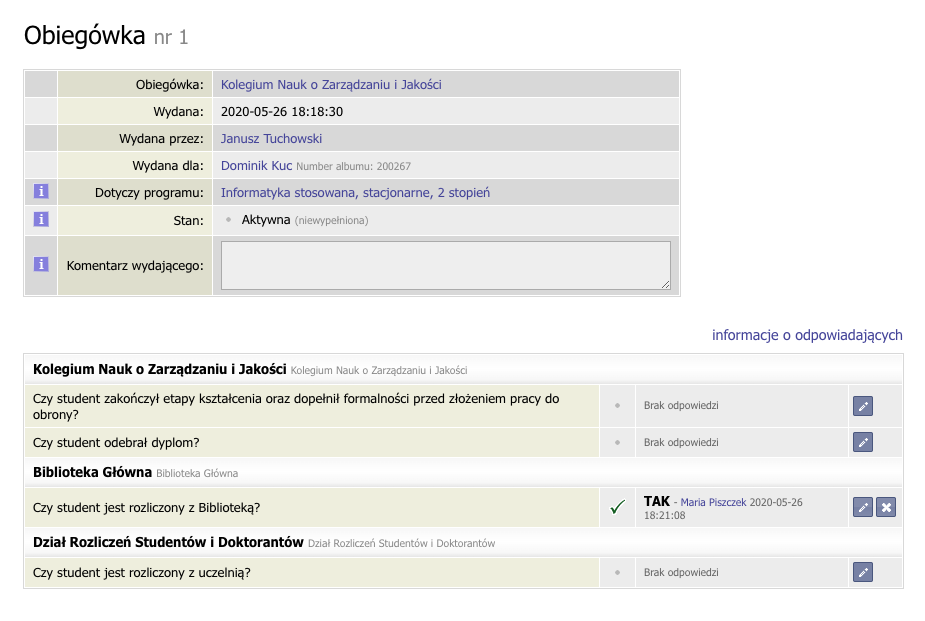 Obiegówka nr 1
Obiegówka: Kolegium Nauk o Zarządzaniu i Jakości
Wydana: 2020-05-26 18:18:30
Wydana przez: Janusz Tuchowski
Wydana dla: Dominik Kuc Number albumu: 200267
i Dotyczy programu: Informatyka stosowana, stacjonarne, 2 stopień
i Stan: Aktywna (niewypełniona)
i Komentarz wydającego:
informacje o odpowiadających
Kolegium Nauk o Zarządzaniu i Jakości Kolegium Nauk o Zarządzaniu i Jakości
Czy student zakończył etapy kształcenia oraz dopełnił formalności przed złożeniem pracy do
obrony?
Brak odpowiedzi
Czy student odebrał dyplom? Brak odpowiedzi
Biblioteka Główna Biblioteka Główna
Czy student jest rozliczony z Biblioteką? TAK - Maria Piszczek 2020-05-26
18:21:08
Dział Rozliczeń Studentów i Doktorantów Dział Rozliczeń Studentów i Doktorantów
Czy student jest rozliczony z uczelnią? Brak odpowiedzi